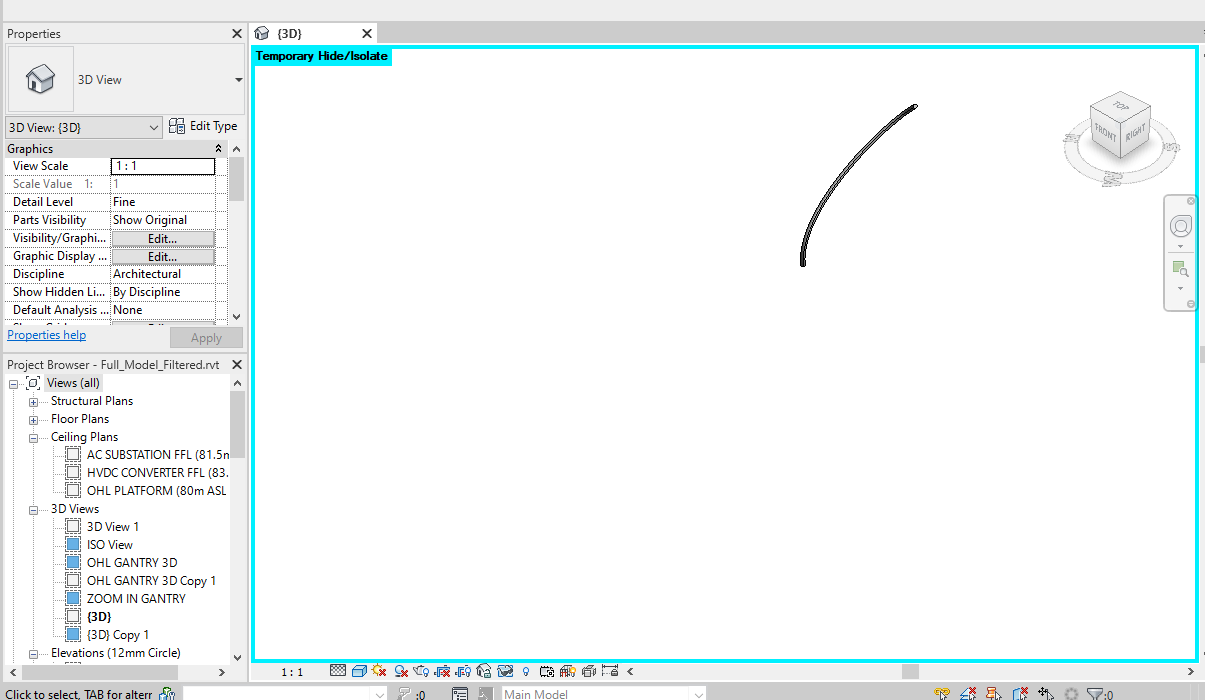 Properties
3D View
3D View: {3D}
Edit Type
Graphics
View Scale
1 : 1
Scale Value 1:
1
Detail Level
Fine
Parts Visibility
Show Original
Visibility/Graphi...
Edit...
Graphic Display ...
Edit...
Discipline
Architectural
Show Hidden Li...
By Discipline
Default Analysis ...
None
Properties help
Apply
Project Browser - Full_Model_Filtered.rvt
Views (all)
Structural Plans
Floor Plans
Ceiling Plans
AC SUBSTATION FFL (81.5m
HVDC CONVERTER FFL (83.
OHL PLATFORM (80m ASL
3D Views
3D View 1
ISO View
OHL GANTRY 3D
OHL GANTRY 3D Copy 1
ZOOM IN GANTRY
{3D}
{3D} Copy 1
Elevations (12mm Circle)
{3D}
Temporary Hide/Isolate
TOP
FRONT
RIGHT
1 : 1
Click to select, TAB for altern
:0
Main Model
:0